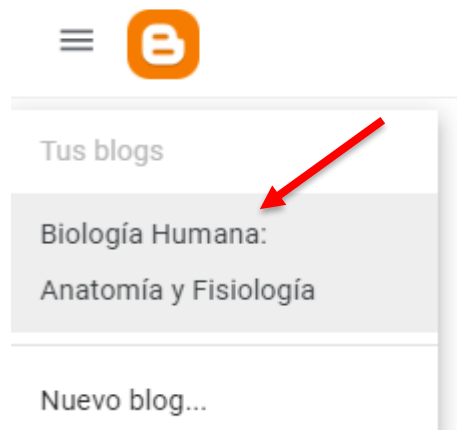 Tus blogs
Biología Humana:
Anatomía y Fisiología
Nuevo blog...